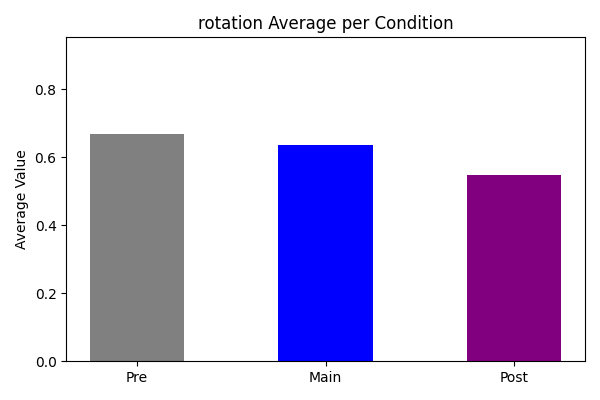 rotation Average per Condition
Average Value
0.8
0.6
0.4
0.2
0.0
Pre
Main
Post